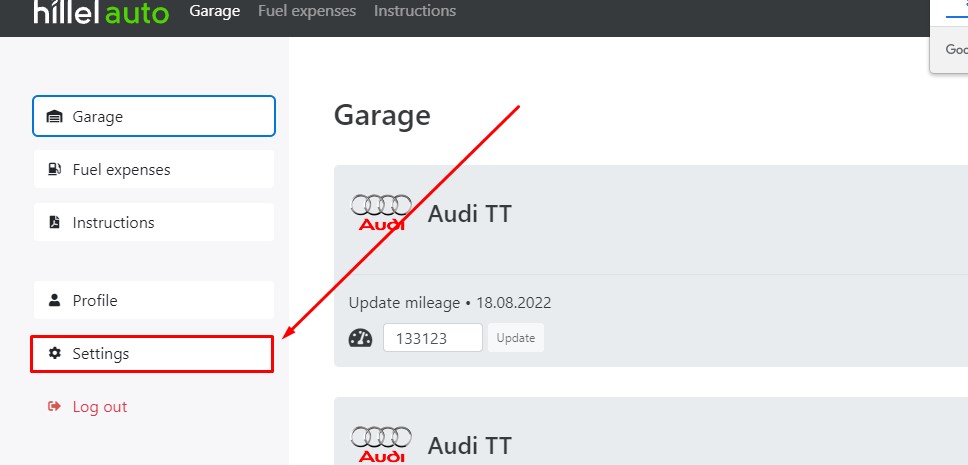 hillel auto Garage Fuel expenses Instructions
Goo
Garage
Fuel expenses
Instructions
Profile
Settings
Log out
Garage
Audi
Audi TT
Update mileage • 18.08.2022
133123 Update
Audi
Audi TT